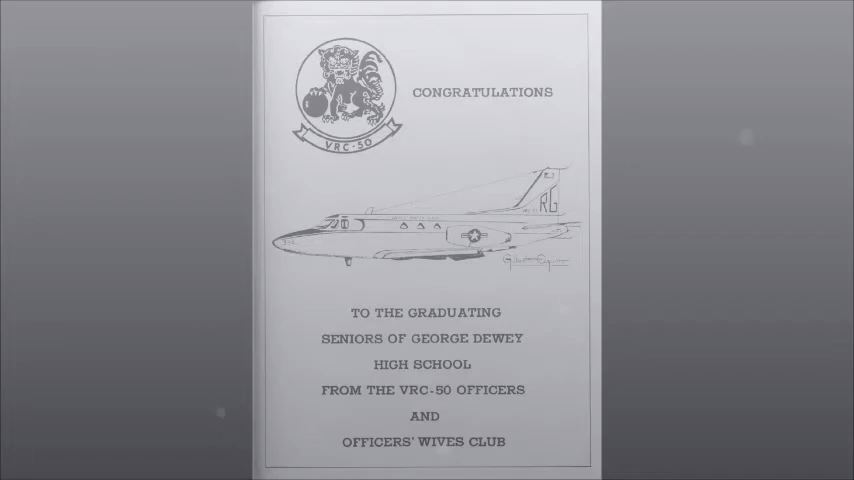 CONGRATULATIONS
VRC-50
RG
TO THE GRADUATING
SENIORS OF GEORGE DEWEY
HIGH SCHOOL
FROM THE VRC-50 OFFICERS
AND
OFFICERS' WIVES CLUB